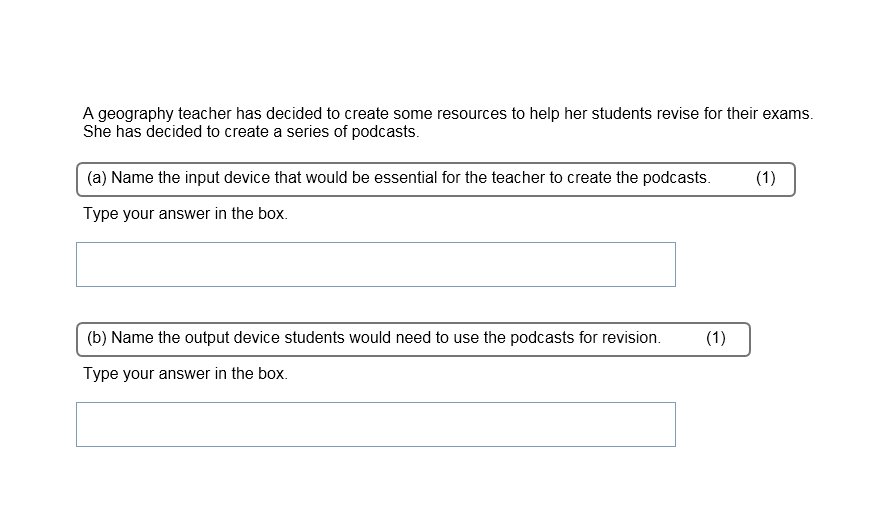 A geography teacher has decided to create some resources to help her students revise for their exams.
She has decided to create a series of podcasts.
(a) Name the input device that would be essential for the teacher to create the podcasts. (1)
Type your answer in the box.
(b) Name the output device students would need to use the podcasts for revision. (1)
Type your answer in the box.